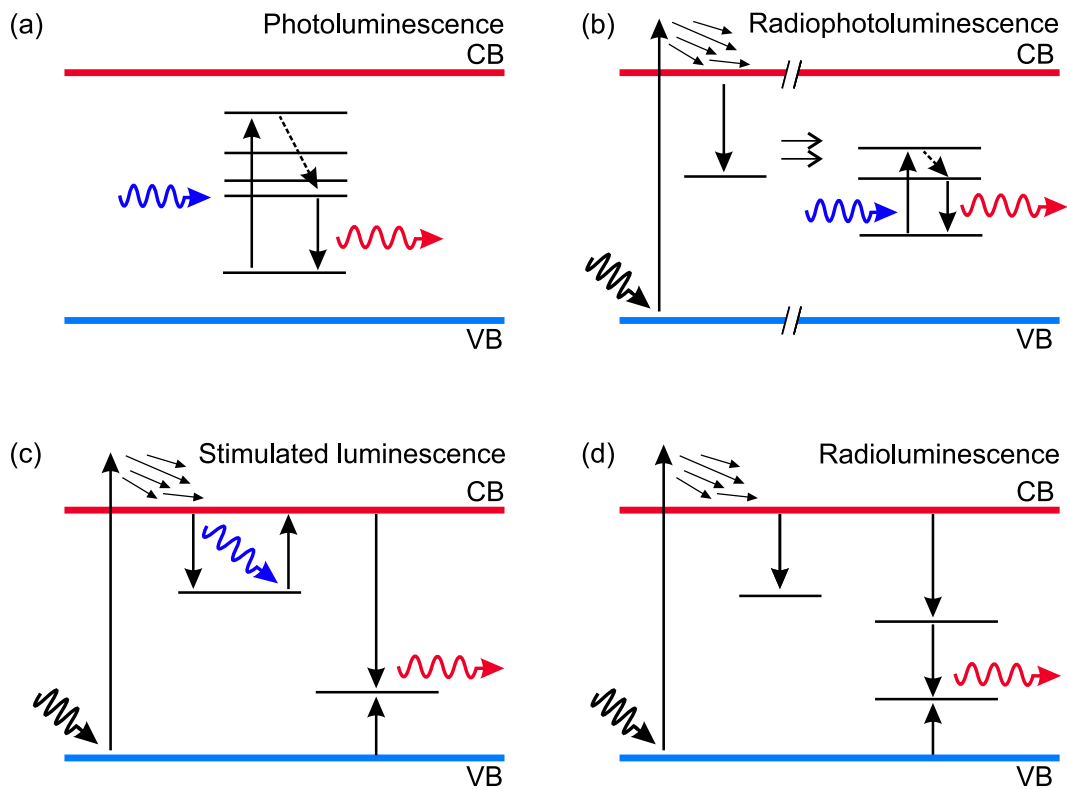 (a) Photoluminescence
CB
VB
(b) Radiophotoluminescence
CB
VB
(c) Stimulated luminescence
CB
VB
(d) Radioluminescence
CB
VB